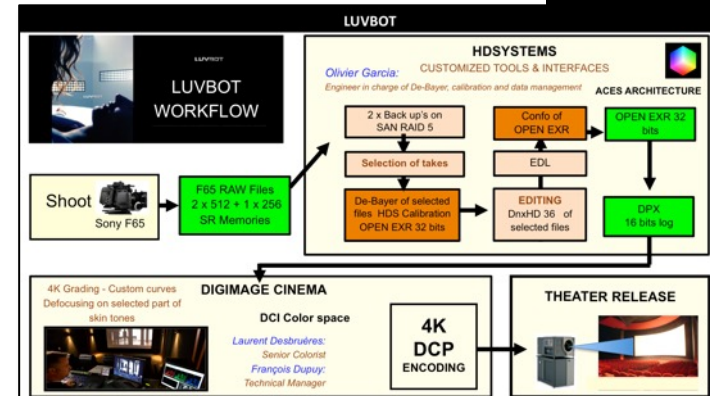 LUVBOT
LUVBOT
LUVBOT
WORKFLOW
HDSYSTEMS
CUSTOMIZED TOOLS & INTERFACES
Olivier Garcia:
Engineer in charge of De-Bayer, calibration and data management
ACES ARCHITECTURE
2 x Back up's on
SAN RAID 5
Selection of takes
De-Bayer of selected
files HDS Calibration
OPEN EXR 32 bits
Confo of
OPEN EXR
EDL
EDITING
DnxHD 36 of
selected files
OPEN EXR 32
bits
DPX
16 bits log
Shoot
Sony F65
F65 RAW Files
2 x 512 + 1 x 256
SR Memories
4K Grading - Custom curves
Defocusing on selected part of
skin tones
DIGIMAGE CINEMA
DCI Color space
Laurent Desbruères:
Senior Colorist
François Dupuy:
Technical Manager
4K
DCP
ENCODING
THEATER RELEASE